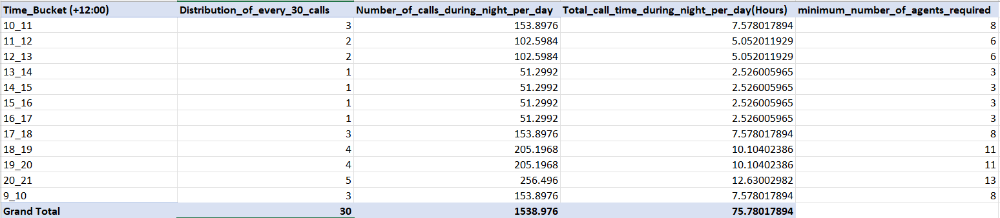 Time_Bucket (+12:00) Distribution_of_every_30_calls Number_of_calls_during_night_per_day Total_call_time_during_night_per_day(Hours) minimum_number_of_agents_required
10_11 3 153.8976 7.578017894 8
11_12 2 102.5984 5.052011929 6
12_13 2 102.5984 5.052011929 6
13_14 1 51.2992 2.526005965 3
14_15 1 51.2992 2.526005965 3
15_16 1 51.2992 2.526005965 3
16_17 1 51.2992 2.526005965 3
17_18 3 153.8976 7.578017894 8
18_19 4 205.1968 10.10402386 11
19_20 4 205.1968 10.10402386 11
20_21 5 256.496 12.63002982 13
9_10 3 153.8976 7.578017894 8
Grand Total 30 1538.976 75.78017894